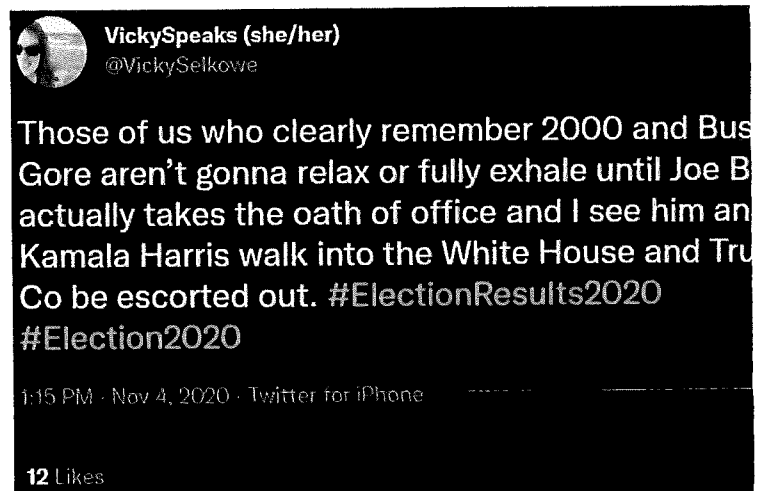 VickySpeaks (she/her)
@VickySelkowe
Those of us who clearly remember 2000 and Bus
Gore aren't gonna relax or fully exhale until Joe B
actually takes the oath of office and I see him an
Kamala Harris walk into the White House and Tru
Co be escorted out. #ElectionResults2020
#Election2020
1:15 PM · Nov 4, 2020 · Twitter for iPhone
12 Likes